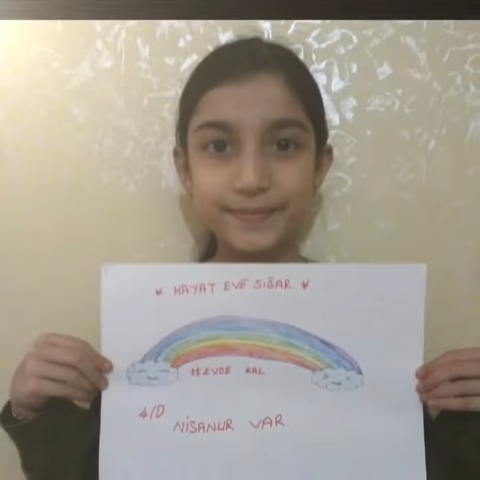 * HAYAT EVE SIĞAR *
#EVDE KAL
4/D
NİSANUR VAR.